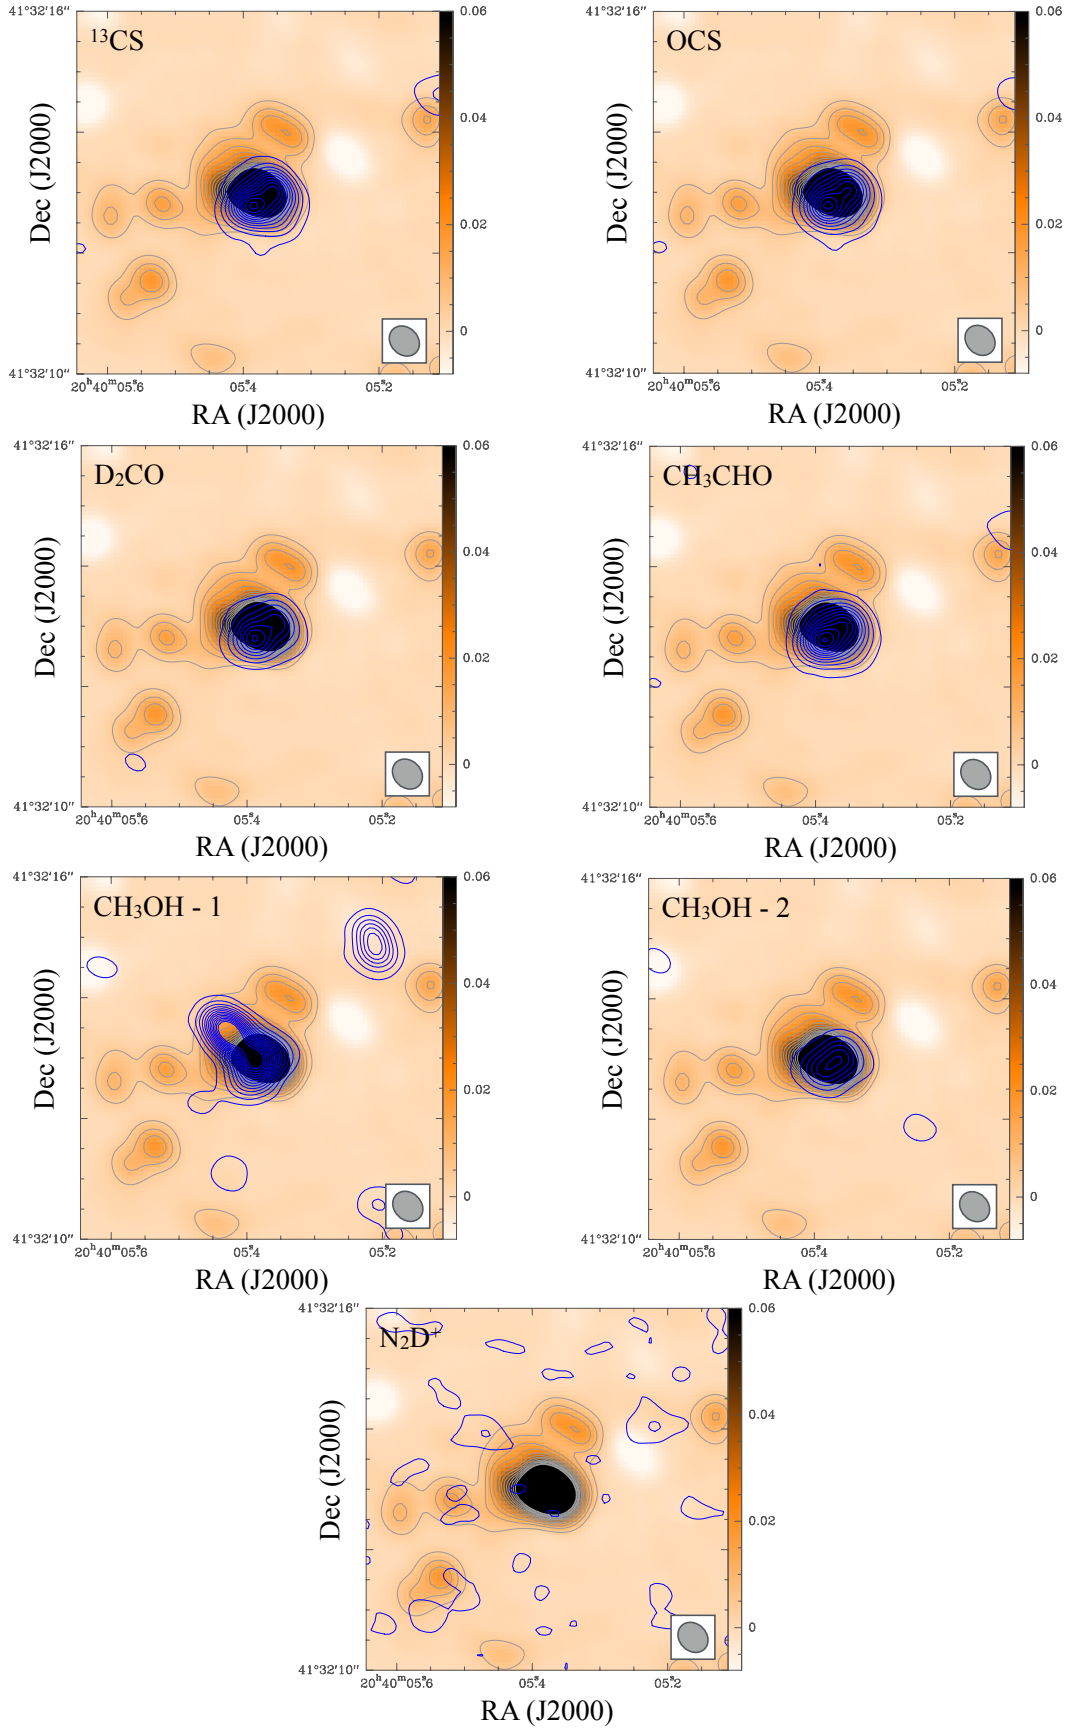 41°32′16″
¹³CS
0.06
0.04
0.02
0
Dec (J2000)
41°32′10″
20ʰ40ᵐ05ˢ.6
05ˢ.4
05ˢ.2
RA (J2000)
41°32′16″
OCS
0.06
0.04
0.02
0
Dec (J2000)
41°32′10″
20ʰ40ᵐ05ˢ.6
05ˢ.4
05ˢ.2
RA (J2000)
41°32′16″
D₂CO
0.06
0.04
0.02
0
Dec (J2000)
41°32′10″
20ʰ40ᵐ05ˢ.6
05ˢ.4
05ˢ.2
RA (J2000)
41°32′16″
CH₃CHO
0.06
0.04
0.02
0
Dec (J2000)
41°32′10″
20ʰ40ᵐ05ˢ.6
05ˢ.4
05ˢ.2
RA (J2000)
41°32′16″
CH₃OH - 1
0.06
0.04
0.02
0
Dec (J2000)
41°32′10″
20ʰ40ᵐ05ˢ.6
05ˢ.4
05ˢ.2
RA (J2000)
41°32′16″
CH₃OH - 2
0.06
0.04
0.02
0
Dec (J2000)
41°32′10″
20ʰ40ᵐ05ˢ.6
05ˢ.4
05ˢ.2
RA (J2000)
41°32′16″
N₂D⁺
0.06
0.04
0.02
0
Dec (J2000)
41°32′10″
20ʰ40ᵐ05ˢ.6
05ˢ.4
05ˢ.2
RA (J2000)